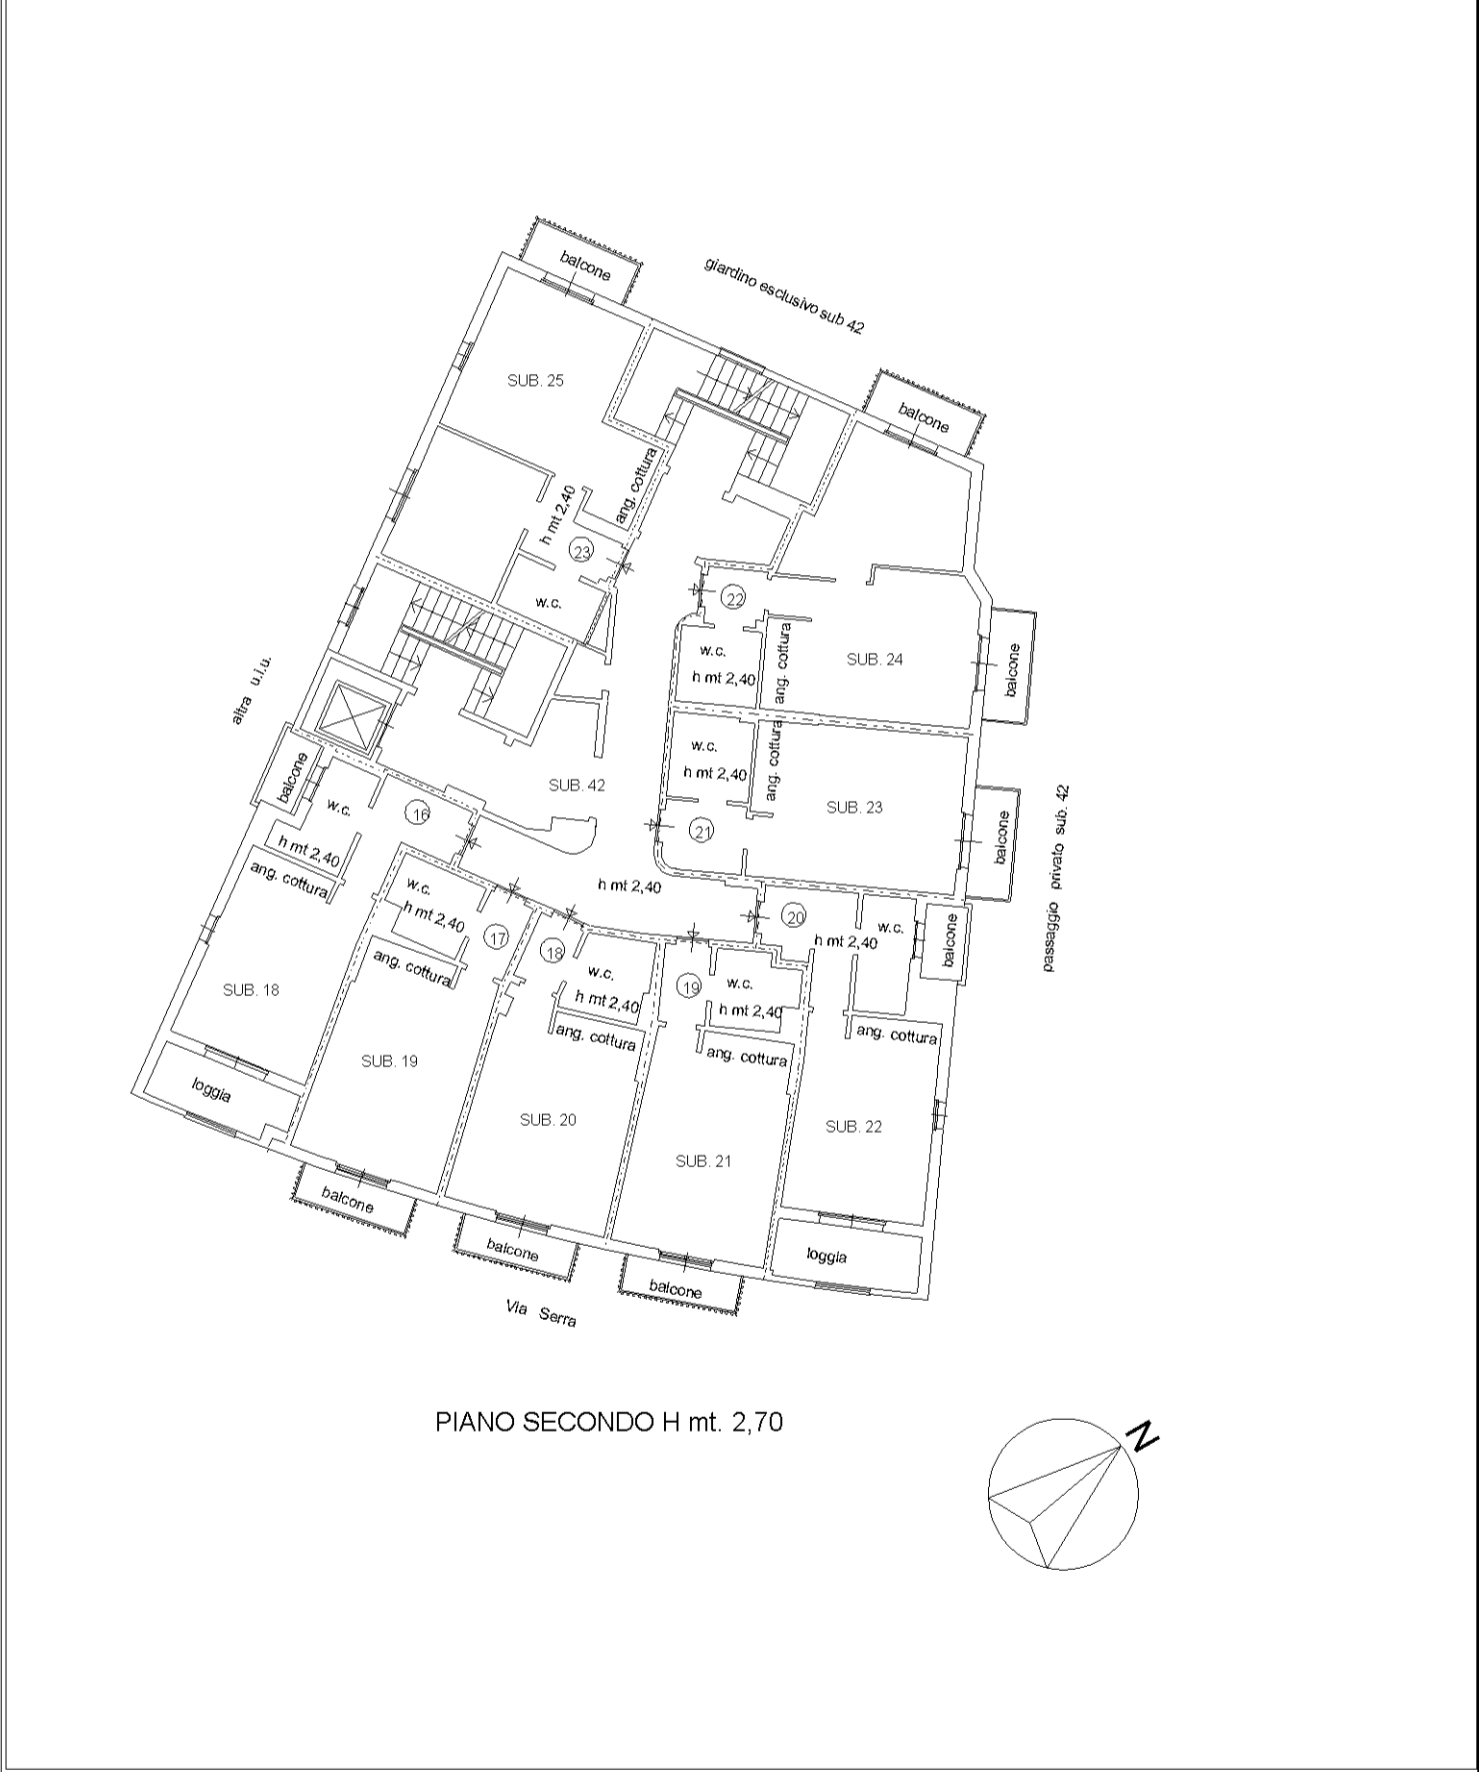 balcone
giardino esclusivo sub 42
balcone
SUB. 25
ang. cottura
h mt 2,40
23
w.c.
22
w.c.
h mt 2,40
ang. cottura
SUB. 24
balcone
altra u.i.u.
balcone
w.c.
h mt 2,40
ang. cottura
SUB. 23
balcone
21
SUB. 42
16
w.c.
h mt 2,40
ang. cottura
SUB. 18
loggia
h mt 2,40
w.c.
h mt 2,40
17
ang. cottura
SUB. 19
balcone
18
w.c.
h mt 2,40
ang. cottura
SUB. 20
balcone
19
w.c.
h mt 2,40
ang. cottura
SUB. 21
balcone
20
h mt 2,40
w.c.
balcone
ang. cottura
SUB. 22
loggia
passaggio privato sub. 42
Via Serra
PIANO SECONDO H mt. 2,70
N